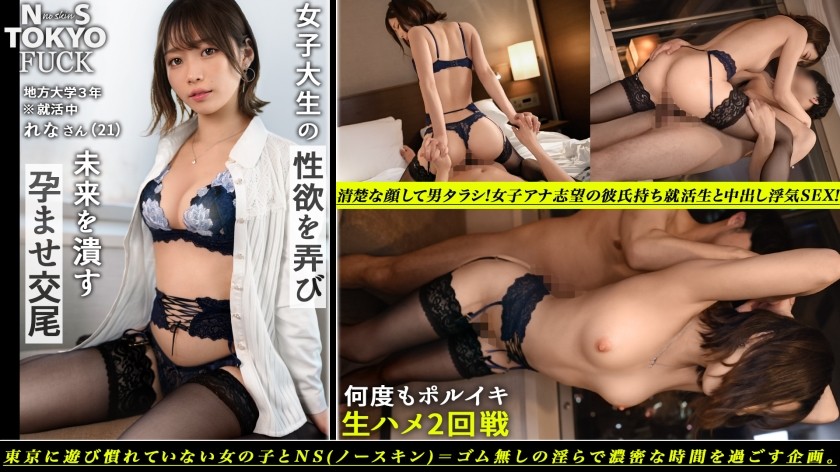 NS
no skin
TOKYO
FUCK
地方大学3年
※就活中
れなさん(21)
女子大生の
性欲を弄び
未来を潰す
孕ませ交尾
清楚な顔して男タラシ!女子アナ志望の彼氏持ち就活生と中出し浮気SEX!
何度もポルイキ
生ハメ2回戦
東京に遊び慣れていない女の子とNS(ノースキン)=ゴム無しの淫らで濃密な時間を過ごす企画。